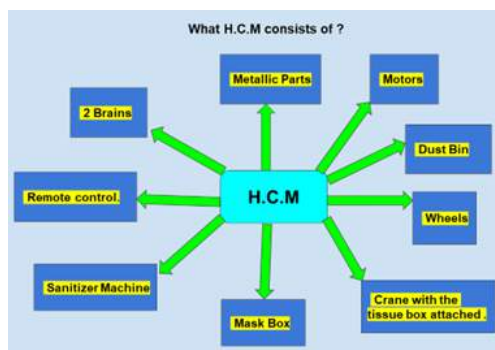 What H.C.M consists of ?
Metallic Parts
Motors
2 Brains
Dust Bin
Remote control.
H.C.M
Wheels
Sanitizer Machine
Mask Box
Crane with the
tissue box attached .